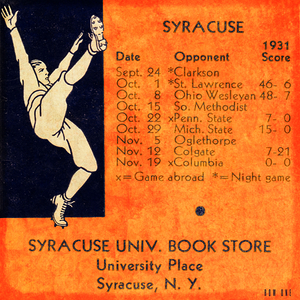 SYRACUSE
1931
Date Opponent Score
Sept. 24 *Clarkson
Oct. 1 *St. Lawrence 46- 6
Oct. 8 Ohio Wesleyan 48- 7
Oct. 15 So. Methodist
Oct. 22 xPenn. State 7- 0
Oct. 29 Mich. State 15- 0
Nov. 5 Oglethorpe
Nov. 12 Colgate 7-21
Nov. 19 xColumbia 0- 0
x=Game abroad *=Night game
SYRACUSE UNIV. BOOK STORE
University Place
Syracuse, N. Y.
ROW ONE